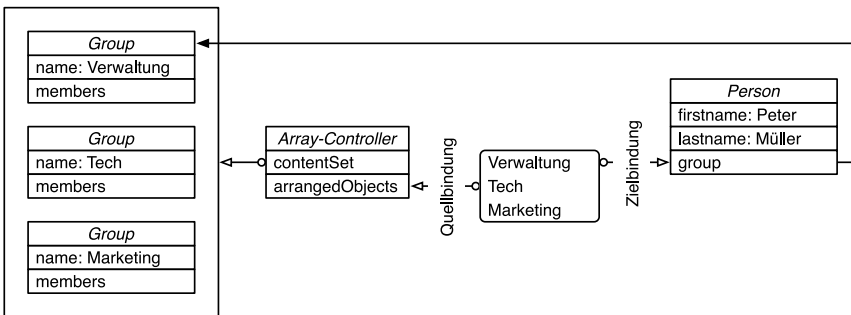 Group
name: Verwaltung
members
Group
name: Tech
members
Group
name: Marketing
members
Array-Controller
contentSet
arrangedObjects
Quellbindung
Verwaltung
Tech
Marketing
Zielbindung
Person
firstname: Peter
lastname: Müller
group